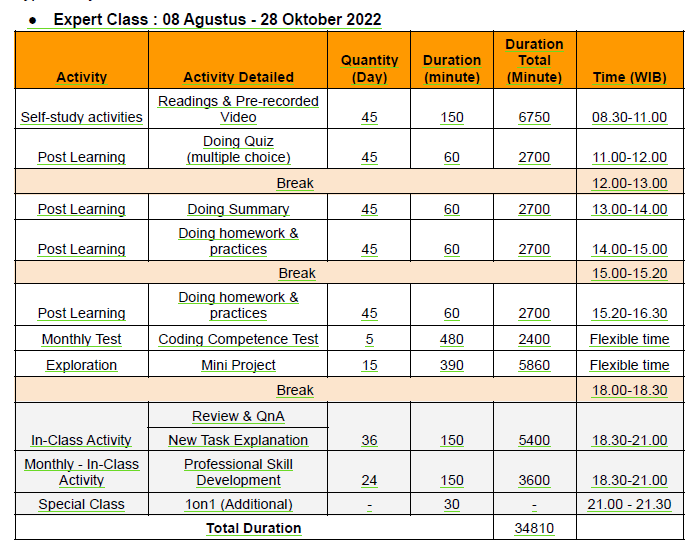 ● Expert Class : 08 Agustus - 28 Oktober 2022
Activity Activity Detailed Quantity (Day) Duration (minute) Duration Total (Minute) Time (WIB)
Self-study activities Readings & Pre-recorded Video 45 150 6750 08.30-11.00
Post Learning Doing Quiz (multiple choice) 45 60 2700 11.00-12.00
Break 12.00-13.00
Post Learning Doing Summary 45 60 2700 13.00-14.00
Post Learning Doing homework & practices 45 60 2700 14.00-15.00
Break 15.00-15.20
Post Learning Doing homework & practices 45 60 2700 15.20-16.30
Monthly Test Coding Competence Test 5 480 2400 Flexible time
Exploration Mini Project 15 390 5860 Flexible time
Break 18.00-18.30
Review & QnA
In-Class Activity New Task Explanation 36 150 5400 18.30-21.00
Monthly - In-Class Activity Professional Skill Development 24 150 3600 18.30-21.00
Special Class 1on1 (Additional) - 30 - 21.00 - 21.30
Total Duration 34810